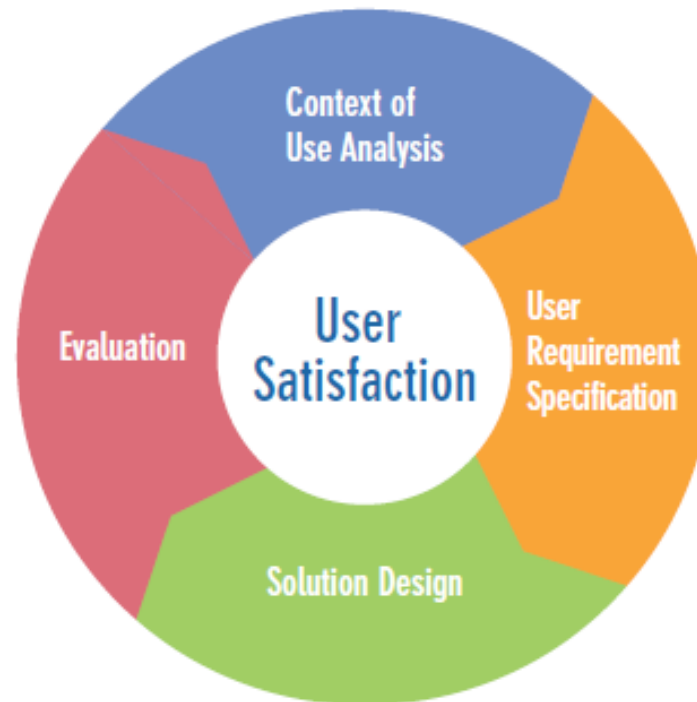 Context of
Use Analysis
User
Requirement
Specification
Solution Design
Evaluation
User
Satisfaction